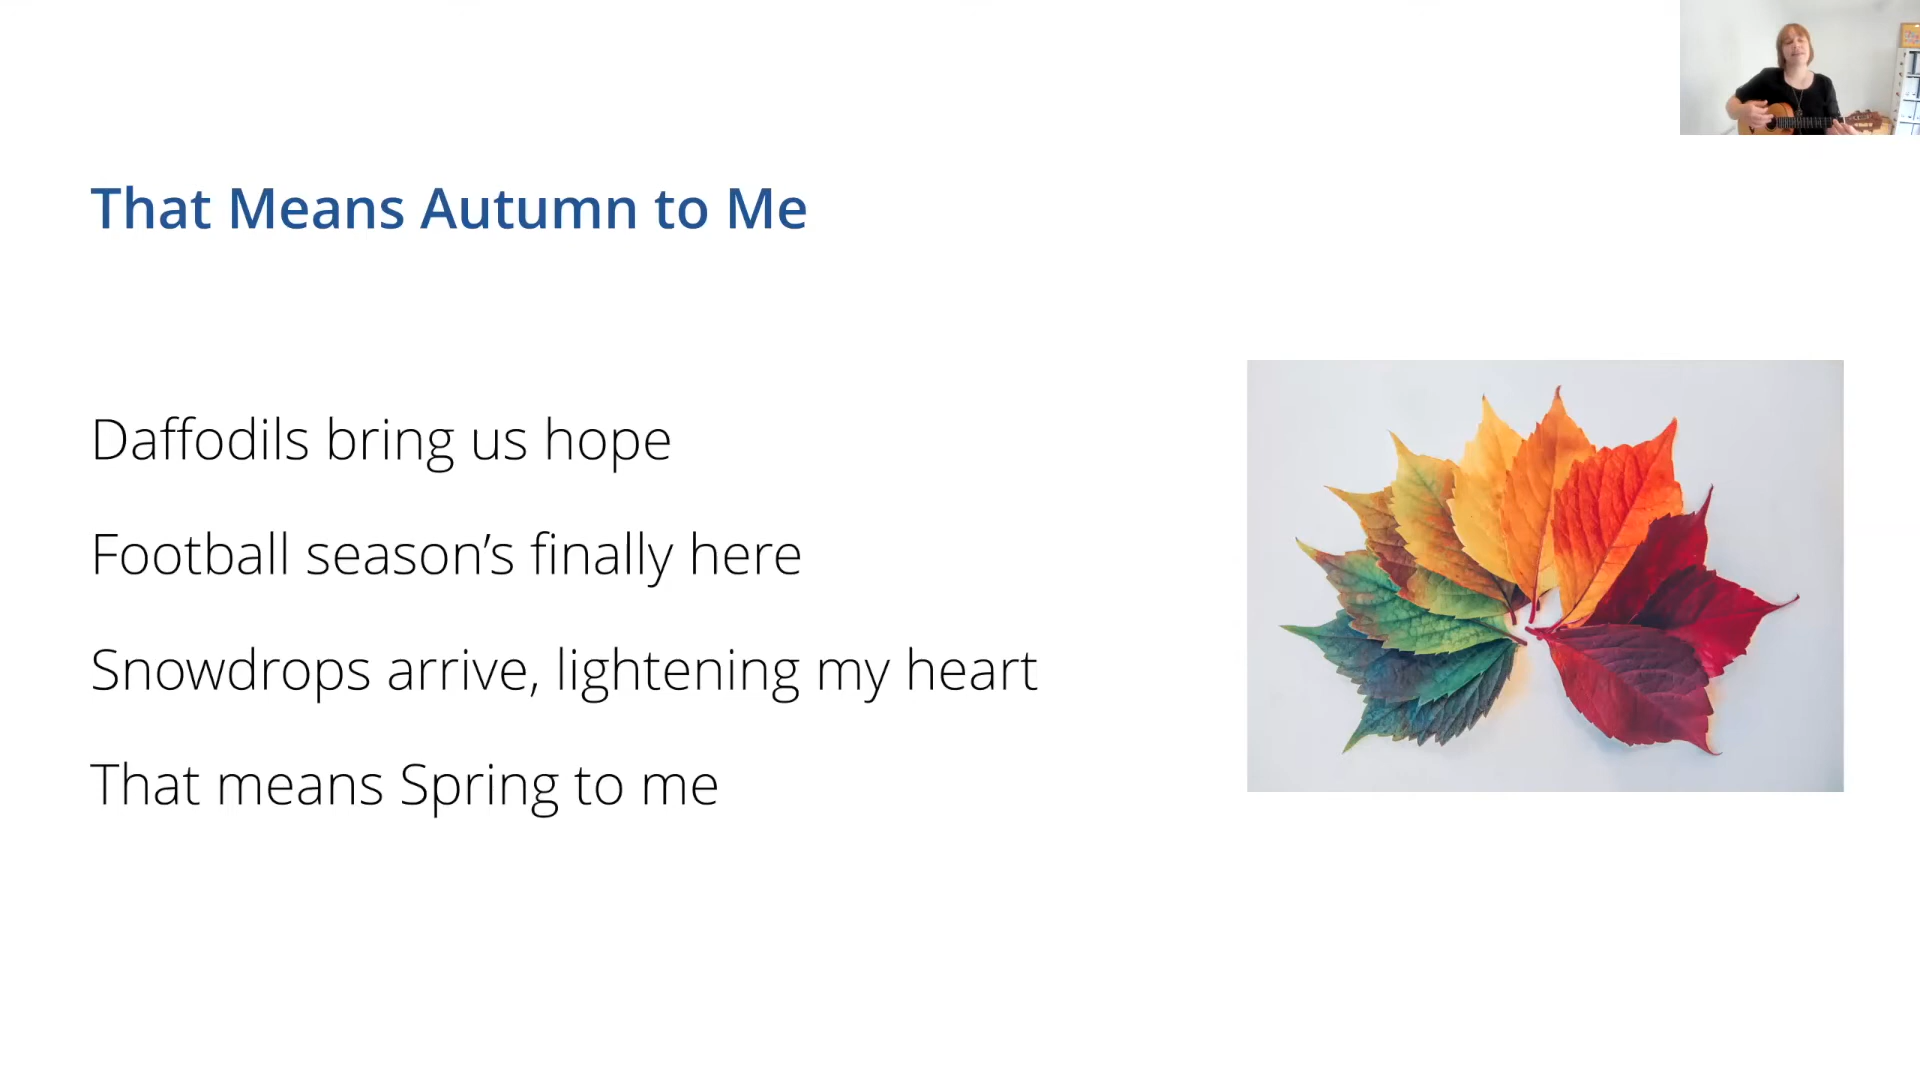 That Means Autumn to Me
Daffodils bring us hope
Football season’s finally here
Snowdrops arrive, lightening my heart
That means Spring to me